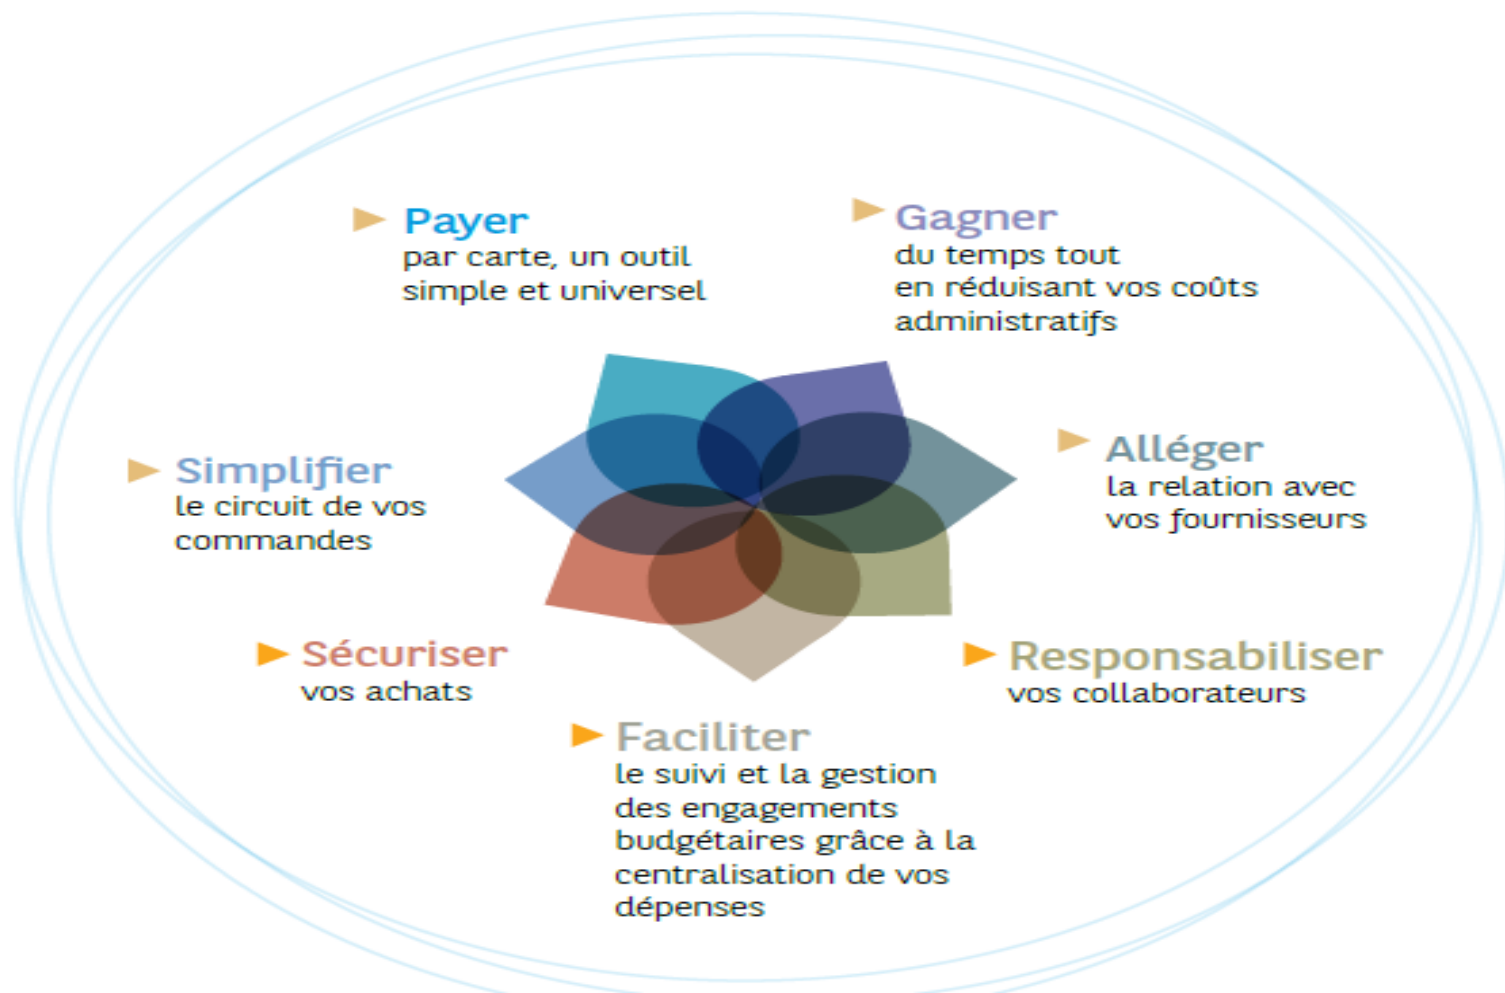 Payer
par carte, un outil
simple et universel
Gagner
du temps tout
en réduisant vos coûts
administratifs
Simplifier
le circuit de vos
commandes
Alléger
la relation avec
vos fournisseurs
Sécuriser
vos achats
Responsabiliser
vos collaborateurs
Faciliter
le suivi et la gestion
des engagements
budgétaires grâce à la
centralisation de vos
dépenses